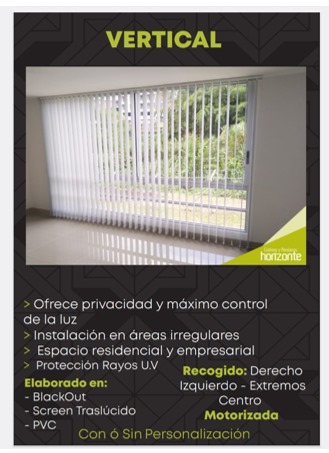 VERTICAL
Cortinas y Persianas
horizonte
> Ofrece privacidad y máximo control
de la luz
> Instalación en áreas irregulares
> Espacio residencial y empresarial
> Protección Rayos U.V
Elaborado en:
- BlackOut
- Screen Traslúcido
- PVC
Recogido: Derecho
Izquierdo - Extremos
Centro
Motorizada
Con ó Sin Personalización